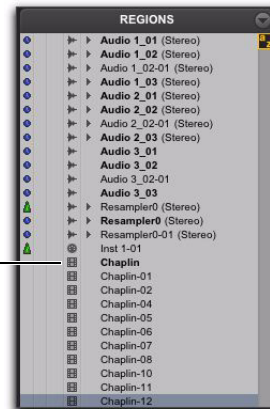 REGIONS
a
z
Audio 1_01 (Stereo)
Audio 1_02 (Stereo)
Audio 1_02-01 (Stereo)
Audio 1_03 (Stereo)
Audio 2_01 (Stereo)
Audio 2_02 (Stereo)
Audio 2_02-01 (Stereo)
Audio 2_03 (Stereo)
Audio 3_01
Audio 3_02
Audio 3_02-01
Audio 3_03
Resampler0 (Stereo)
Resampler0 (Stereo)
Resampler0-01 (Stereo)
Inst 1-01
Chaplin
Chaplin-01
Chaplin-02
Chaplin-04
Chaplin-05
Chaplin-06
Chaplin-07
Chaplin-08
Chaplin-10
Chaplin-11
Chaplin-12